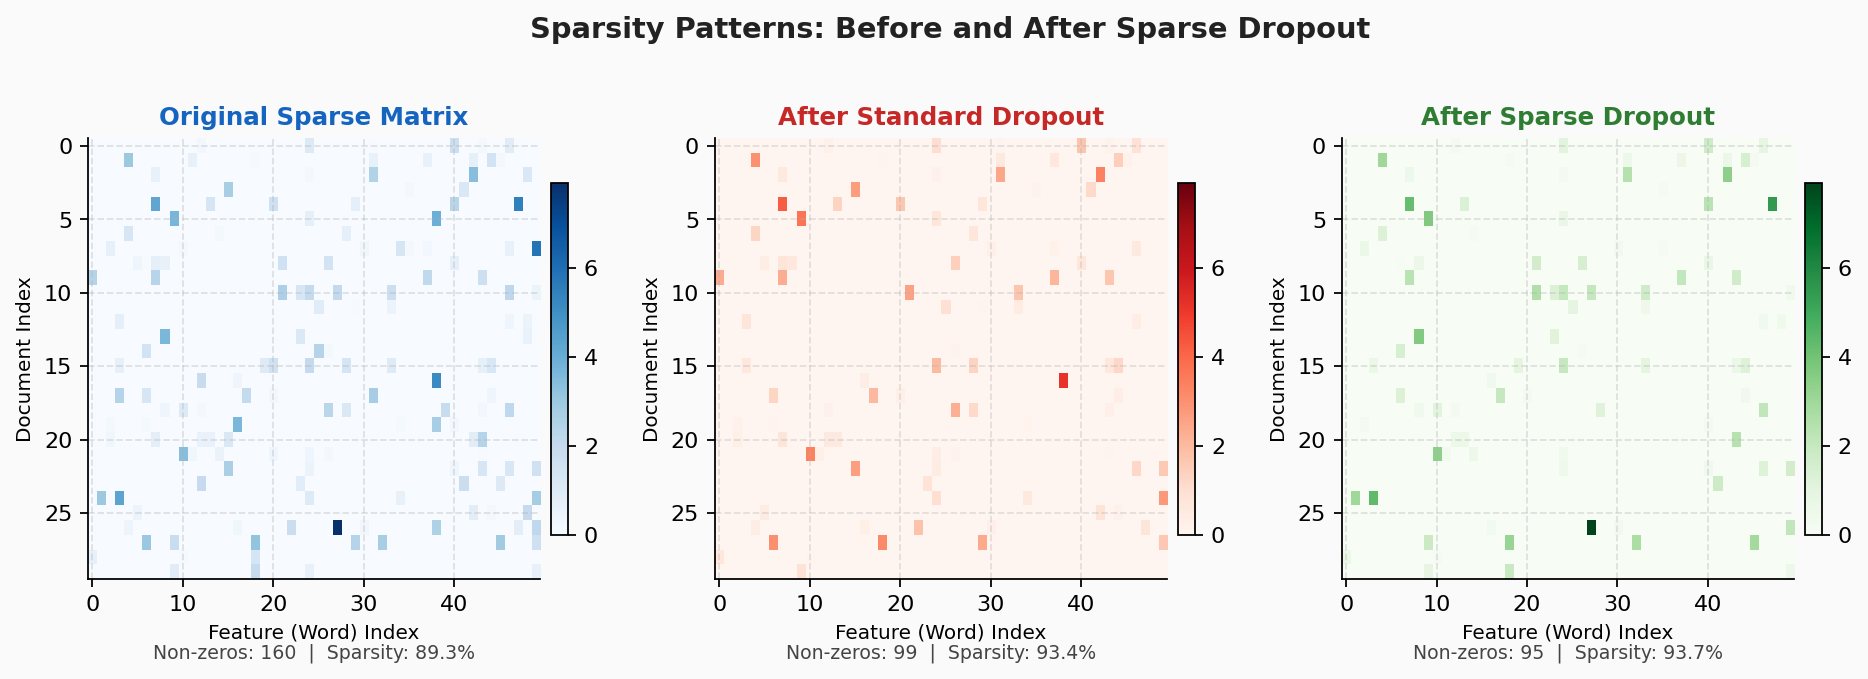 Sparsity Patterns: Before and After Sparse Dropout
Original Sparse Matrix
0
5
10
15
20
25
Document Index
0 10 20 30 40
Feature (Word) Index
Non-zeros: 160 | Sparsity: 89.3%
6
4
2
0
After Standard Dropout
0
5
10
15
20
25
Document Index
0 10 20 30 40
Feature (Word) Index
Non-zeros: 99 | Sparsity: 93.4%
6
4
2
0
After Sparse Dropout
0
5
10
15
20
25
Document Index
0 10 20 30 40
Feature (Word) Index
Non-zeros: 95 | Sparsity: 93.7%
6
4
2
0